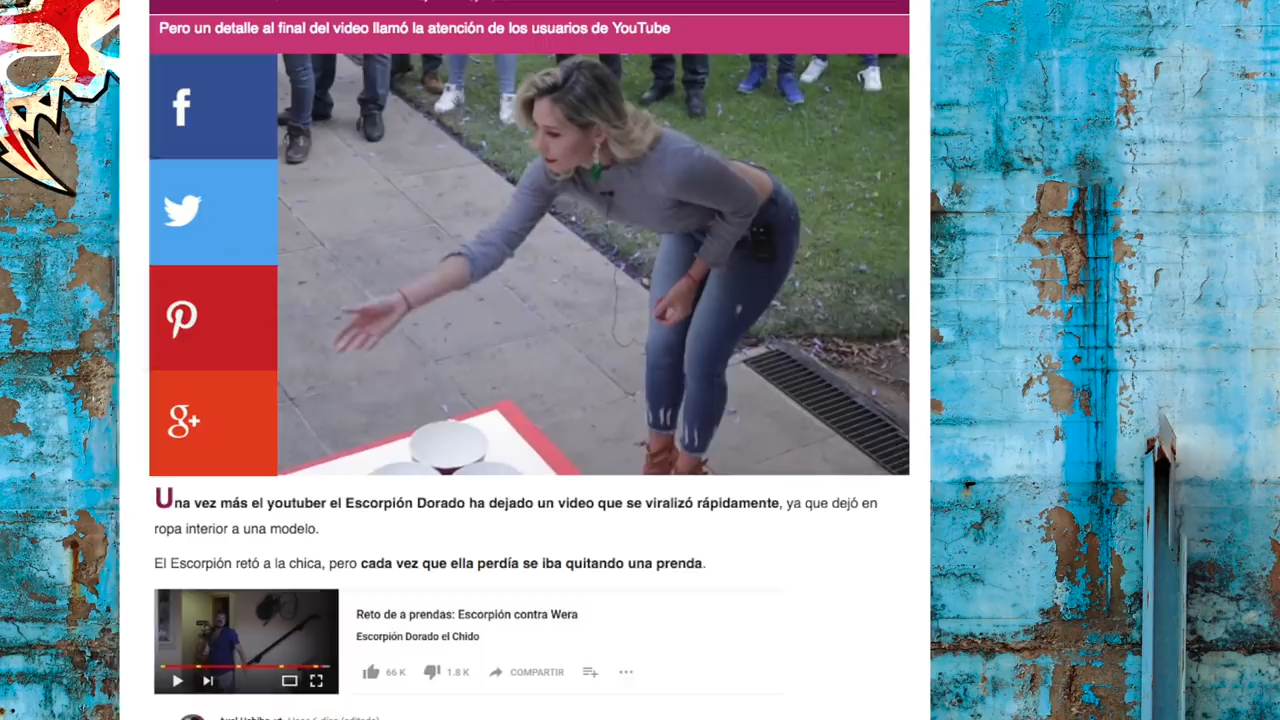 Pero un detalle al final del video llamó la atención de los usuarios de YouTube
f
g+
Una vez más el youtuber el Escorpión Dorado ha dejado un video que se viralizó rápidamente, ya que dejó en
ropa interior a una modelo.
El Escorpión retó a la chica, pero cada vez que ella perdía se iba quitando una prenda.
Reto de a prendas: Escorpión contra Wera
Escorpión Dorado el Chido
66 K 1.8 K COMPARTIR